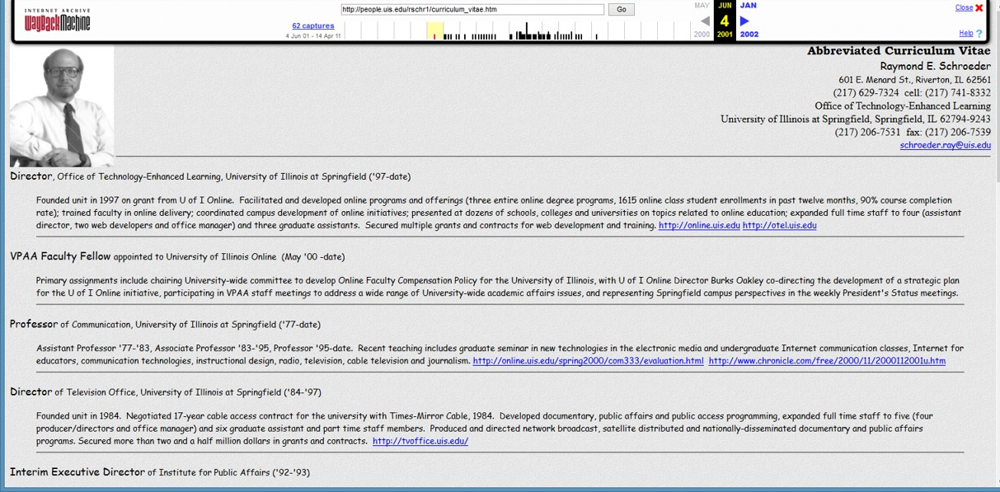 INTERNET ARCHIVE
WayBackMachine
http://people.uis.edu/rschr1/curriculum_vitae.htm Go
62 captures
4 Jun 01 - 14 Apr 11
MAY JUN JAN
4
2000 2001 2002
Close
Help ?
Abbreviated Curriculum Vitae
Raymond E. Schroeder
601 E. Menard St., Riverton, IL 62561
(217) 629-7324 cell: (217) 741-8332
Office of Technology-Enhanced Learning
University of Illinois at Springfield, Springfield, IL 62794-9243
(217) 206-7531 fax: (217) 206-7539
schroeder.ray@uis.edu
Director, Office of Technology-Enhanced Learning, University of Illinois at Springfield ('97-date)
Founded unit in 1997 on grant from U of I Online. Facilitated and developed online programs and offerings (three entire online degree programs, 1615 online class student enrollments in past twelve months, 90% course completion
rate); trained faculty in online delivery; coordinated campus development of online initiatives; presented at dozens of schools, colleges and universities on topics related to online education; expanded full time staff to four (assistant
director, two web developers and office manager) and three graduate assistants. Secured multiple grants and contracts for web development and training. http://online.uis.edu http://otel.uis.edu
VPAA Faculty Fellow appointed to University of Illinois Online (May '00 -date)
Primary assignments include chairing University-wide committee to develop Online Faculty Compensation Policy for the University of Illinois, with U of I Online Director Burks Oakley co-directing the development of a strategic plan
for the U of I Online initiative, participating in VPAA staff meetings to address a wide range of University-wide academic affairs issues, and representing Springfield campus perspectives in the weekly President's Status meetings.
Professor of Communication, University of Illinois at Springfield ('77-date)
Assistant Professor '77-'83, Associate Professor '83-'95, Professor '95-date. Recent teaching includes graduate seminar in new technologies in the electronic media and undergraduate Internet communication classes, Internet for
educators, communication technologies, instructional design, radio, television, cable television and journalism. http://online.uis.edu/spring2000/com333/evaluation.html http://www.chronicle.com/free/2000/11/2000112001u.htm
Director of Television Office, University of Illinois at Springfield ('84-'97)
Founded unit in 1984. Negotiated 17-year cable access contract for the university with Times-Mirror Cable, 1984. Developed documentary, public affairs and public access programming, expanded full time staff to five (four
producer/directors and office manager) and six graduate assistant and part time staff members. Produced and directed network broadcast, satellite distributed and nationally-disseminated documentary and public affairs
programs. Secured more than two and a half million dollars in grants and contracts. http://tvoffice.uis.edu/
Interim Executive Director of Institute for Public Affairs ('92-'93)